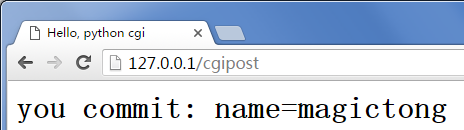 Hello, python cgi
127.0.0.1/cgipost
you commit: name=magictong